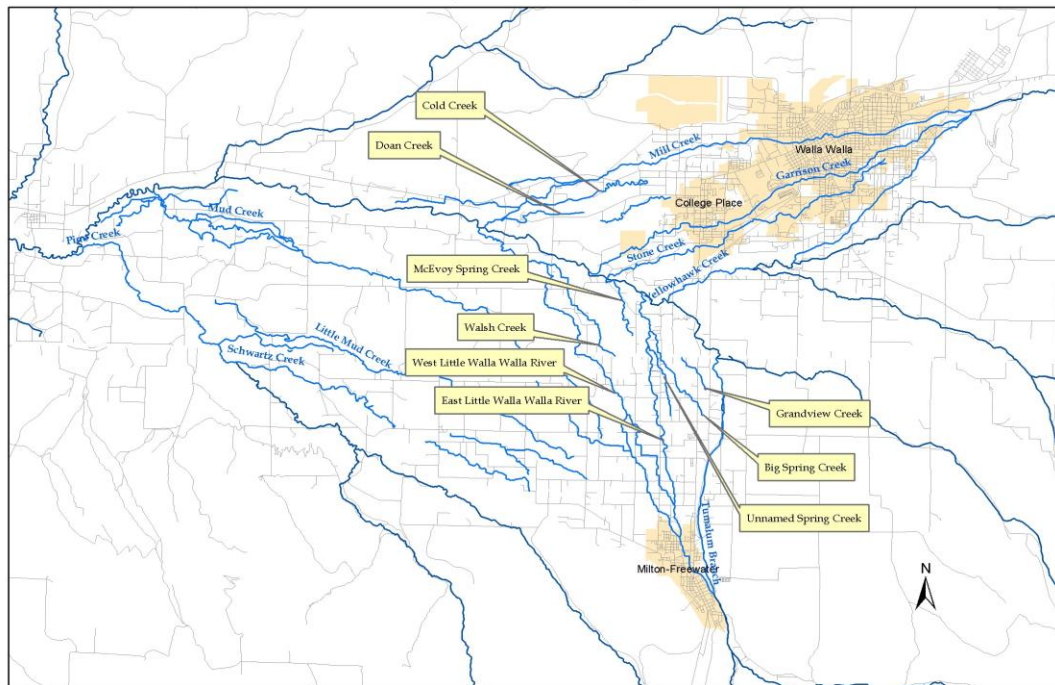 Cold Creek
Doan Creek
Mill Creek
Walla Walla
Garrison Creek
College Place
Mud Creek
Pine Creek
Stone Creek
McEvoy Spring Creek
Yellowhawk Creek
Walsh Creek
Little Mud Creek
Schwartz Creek
West Little Walla Walla River
East Little Walla Walla River
Grandview Creek
Big Spring Creek
Unnamed Spring Creek
Tumalum Branch
Milton-Freewater
N